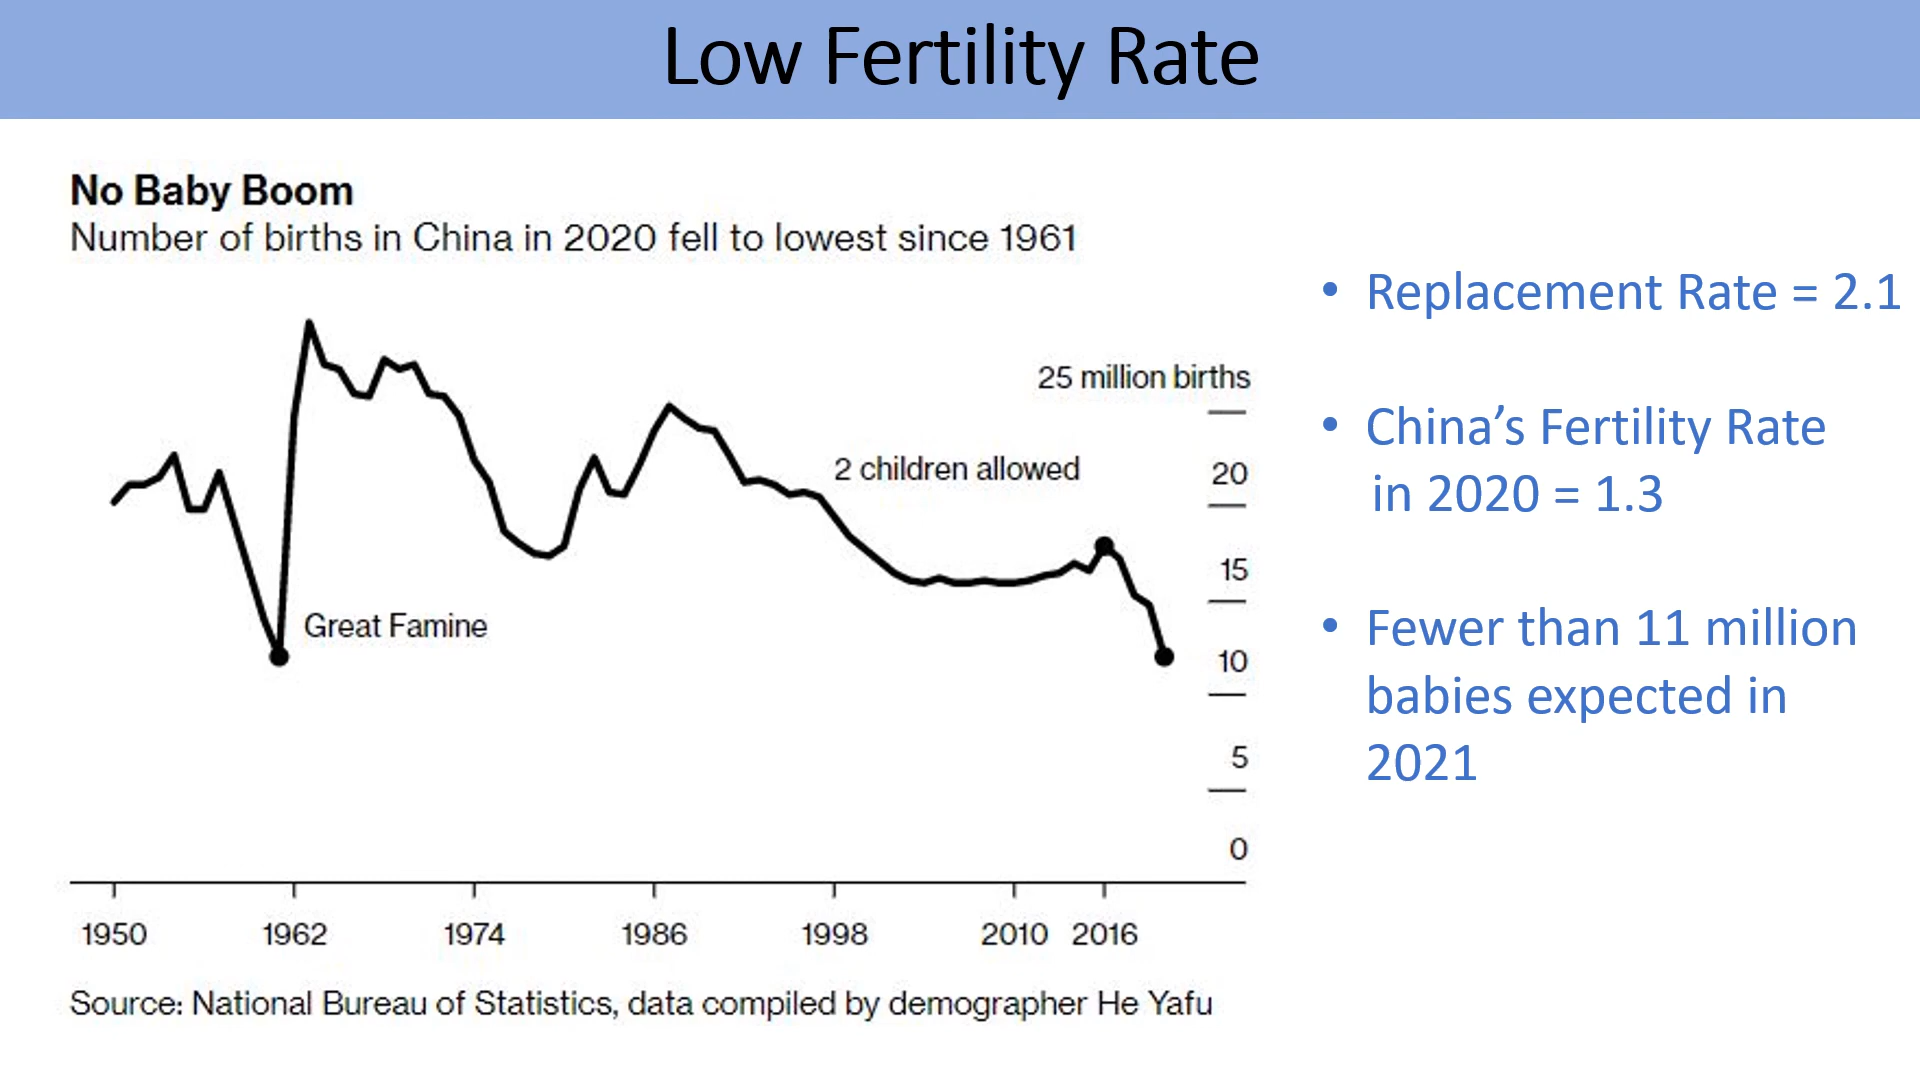 Low Fertility Rate
No Baby Boom
Number of births in China in 2020 fell to lowest since 1961
25 million births
2 children allowed
20
15
Great Famine
10
5
0
1950 1962 1974 1986 1998 2010 2016
Source: National Bureau of Statistics, data compiled by demographer He Yafu
• Replacement Rate = 2.1
• China’s Fertility Rate
in 2020 = 1.3
• Fewer than 11 million
babies expected in
2021